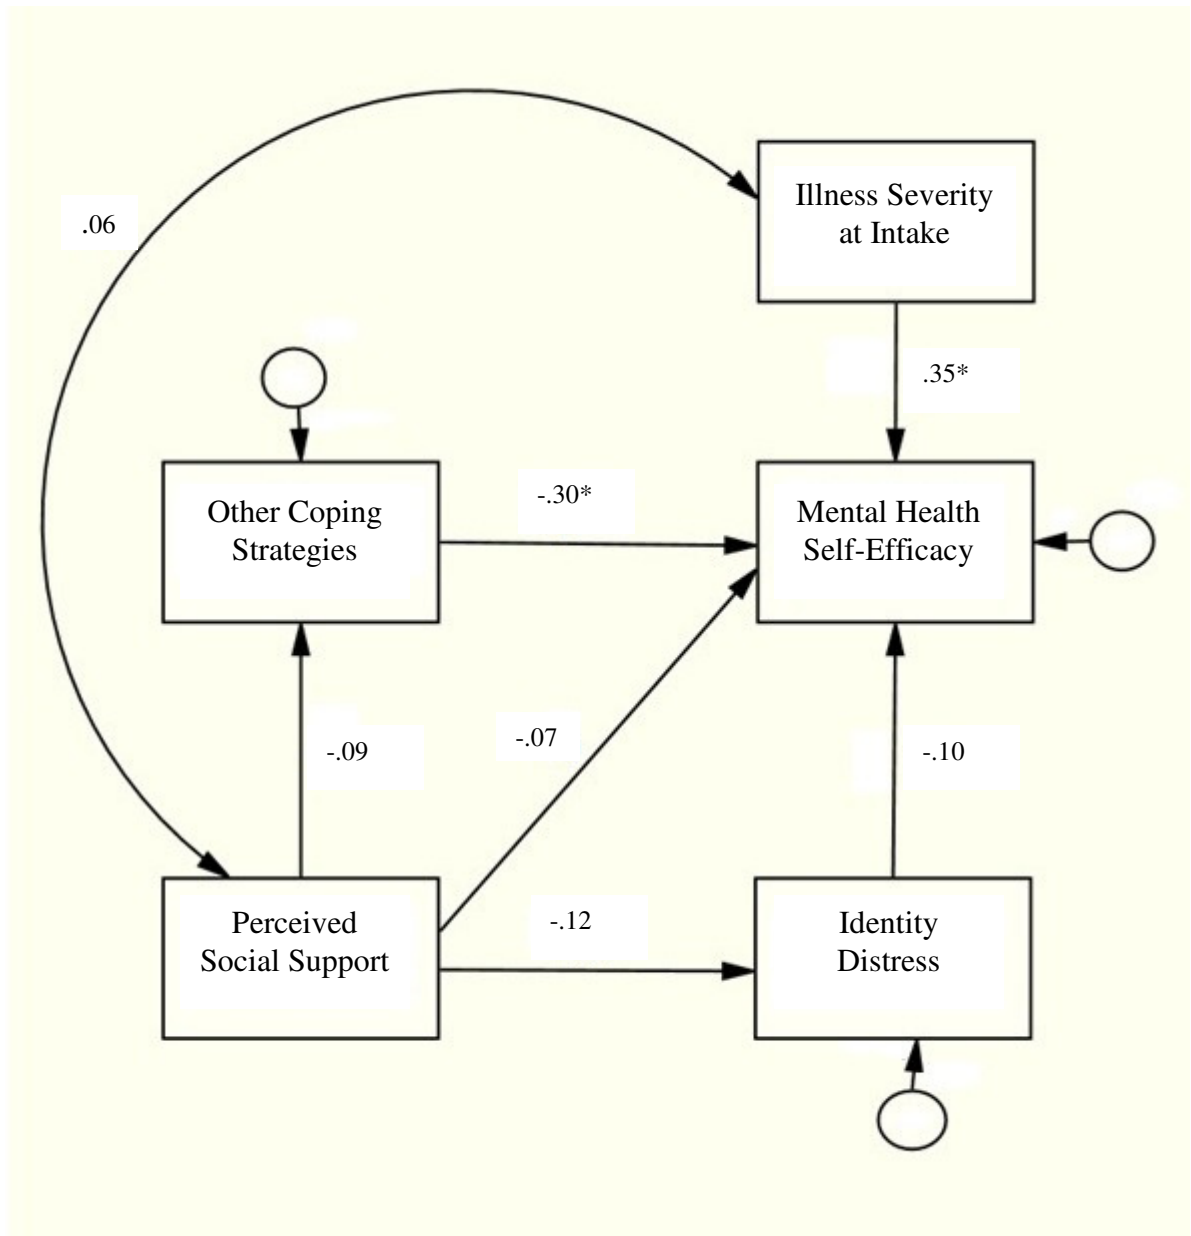 .06
Illness Severity
at Intake
.35*
Other Coping
Strategies
-.30*
Mental Health
Self-Efficacy
-.09
-.07
-.10
Perceived
Social Support
-.12
Identity
Distress